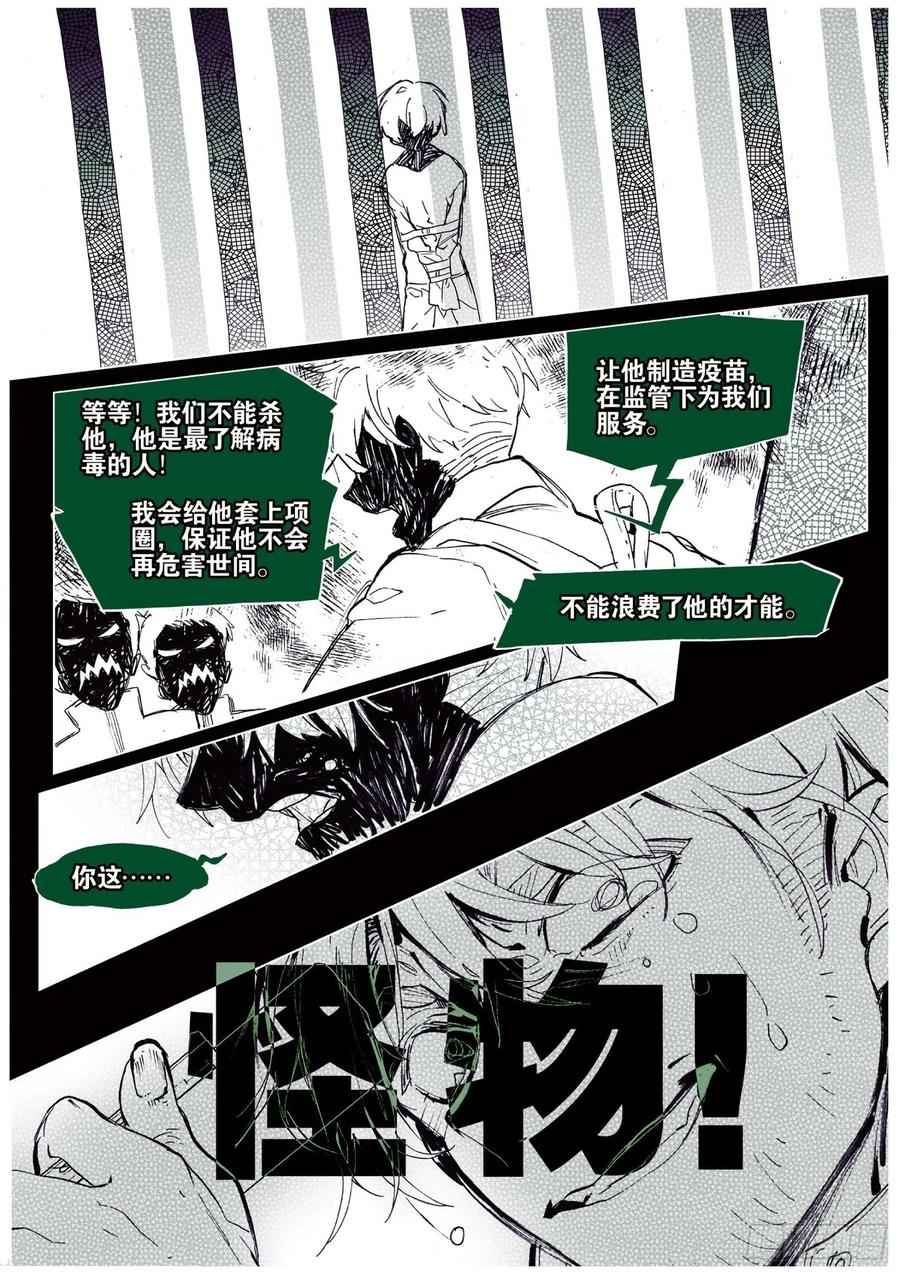 等等！我们不能杀
他，他是最了解病
毒的人！
我会给他套上项
圈，保证他不会
再危害世间。
让他制造疫苗，
在监管下为我们
服务。
不能浪费了他的才能。
你这……
怪物！